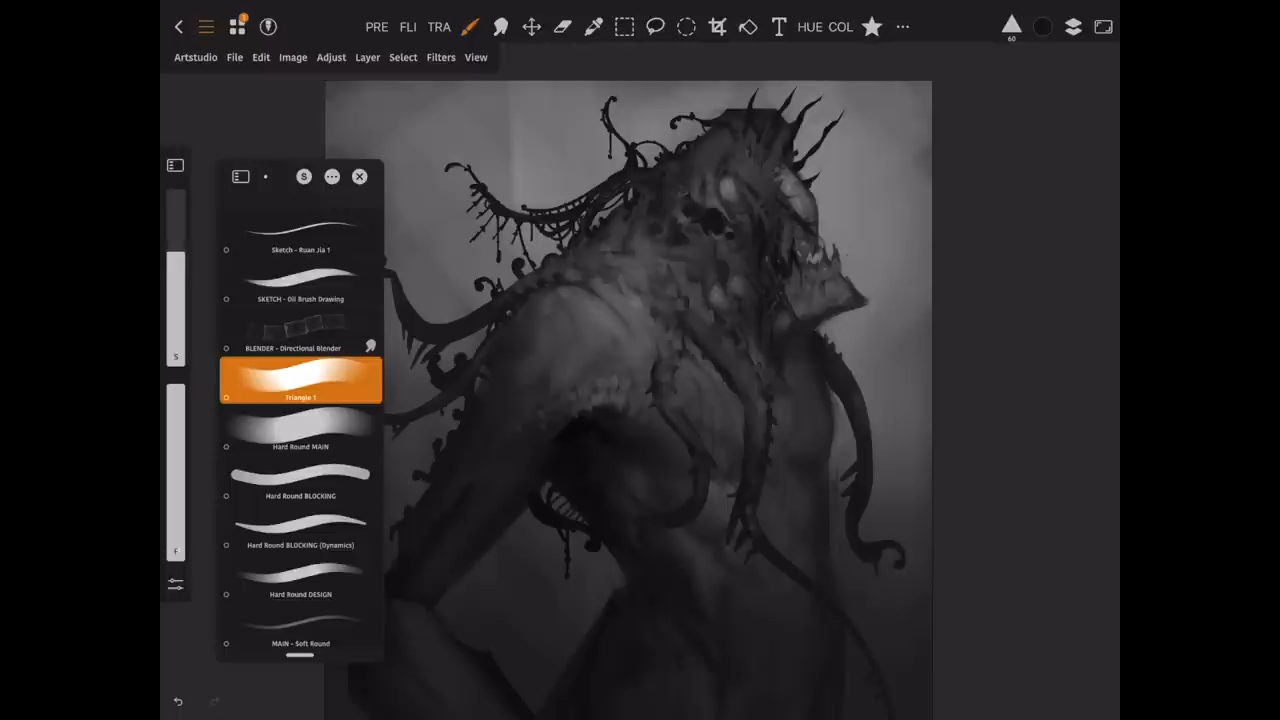 PRE FLI TRA T HUE COL
60
Artstudio File Edit Image Adjust Layer Select Filters View
S
Sketch - Ruan Jia 1
SKETCH - Oil Brush Drawing
BLENDER - Directional Blender
S
Triangle 1
Hard Round MAIN
Hard Round BLOCKING
Hard Round BLOCKING (Dynamics)
F
Hard Round DESIGN
MAIN - Soft Round